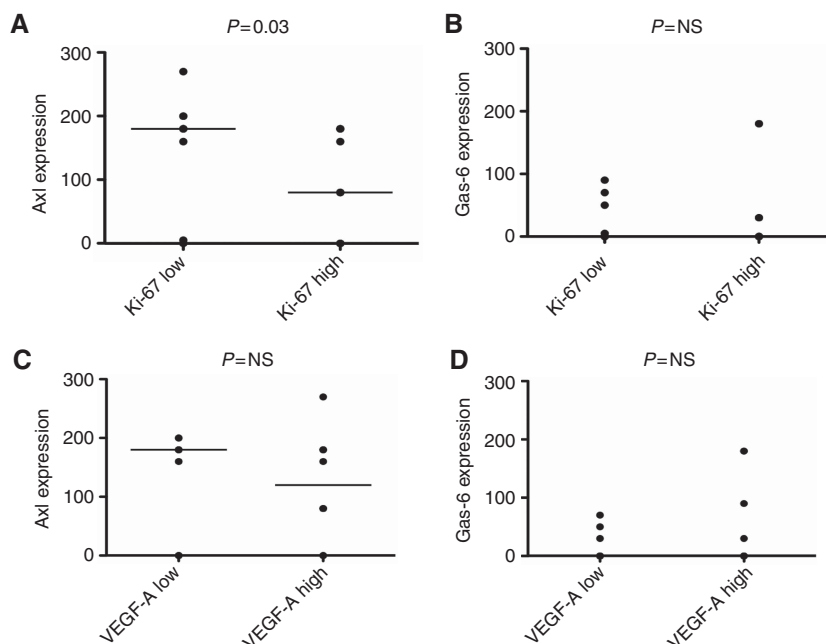 A
P=0.03
300
200
100
0
Axl expression
Ki-67 low
Ki-67 high
B
P=NS
300
200
100
0
Gas-6 expression
Ki-67 low
Ki-67 high
C
P=NS
300
200
100
0
Axl expression
VEGF-A low
VEGF-A high
D
P=NS
300
200
100
0
Gas-6 expression
VEGF-A low
VEGF-A high